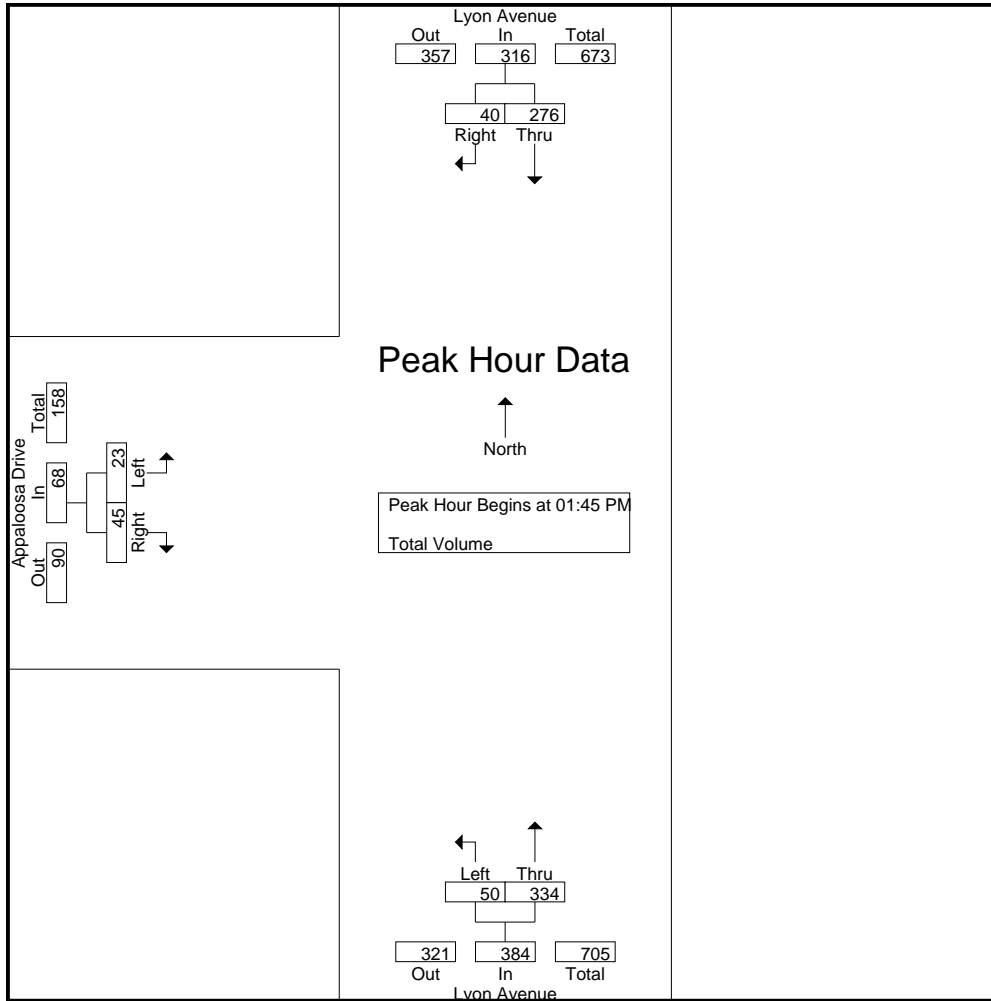 Lyon Avenue
Out In Total
357 316 673
40 276
Right Thru
Peak Hour Data
North
Peak Hour Begins at 01:45 PM
Total Volume
Appaloosa Drive
Out In Total
90 68 158
45 23
Right Left
Left Thru
50 334
321 384 705
Out In Total
Lyon Avenue